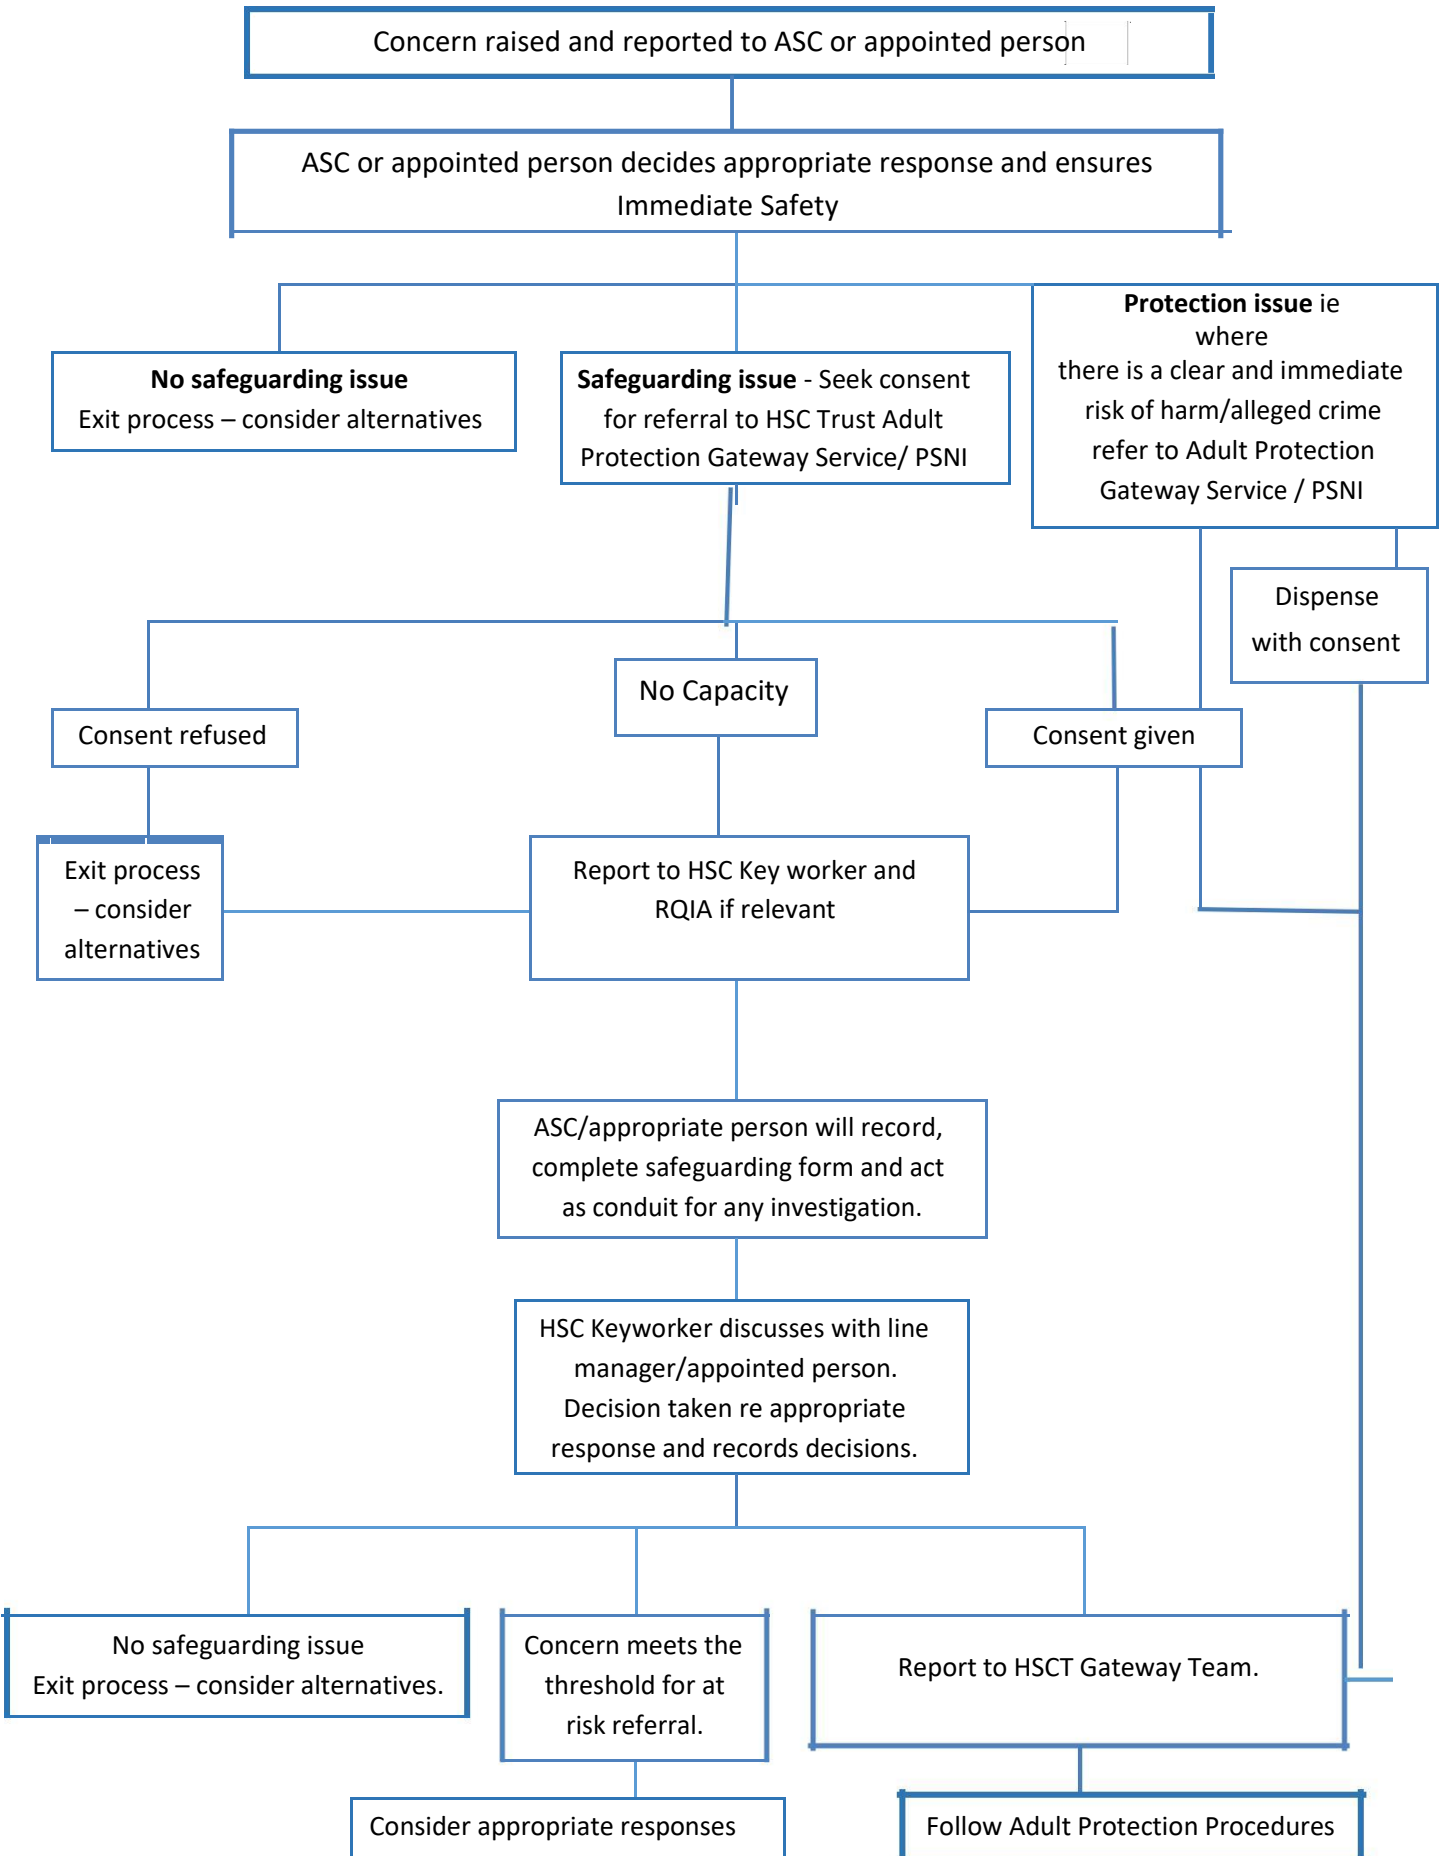 Concern raised and reported to ASC or appointed person
ASC or appointed person decides appropriate response and ensures
Immediate Safety
No safeguarding issue
Exit process – consider alternatives
Safeguarding issue - Seek consent
for referral to HSC Trust Adult
Protection Gateway Service/ PSNI
Protection issue ie
where
there is a clear and immediate
risk of harm/alleged crime
refer to Adult Protection
Gateway Service / PSNI
Dispense
with consent
No Capacity
Consent refused
Consent given
Exit process
– consider
alternatives
Report to HSC Key worker and
RQIA if relevant
ASC/appropriate person will record,
complete safeguarding form and act
as conduit for any investigation.
HSC Keyworker discusses with line
manager/appointed person.
Decision taken re appropriate
response and records decisions.
No safeguarding issue
Exit process – consider alternatives.
Concern meets the
threshold for at
risk referral.
Report to HSCT Gateway Team.
Consider appropriate responses
Follow Adult Protection Procedures